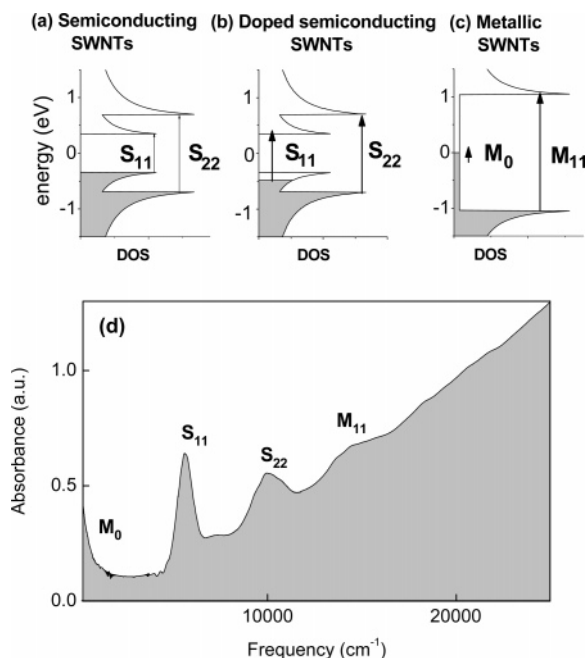 (a) Semiconducting SWNTs
(b) Doped semiconducting SWNTs
(c) Metallic SWNTs
energy (eV)
1
0
-1
S11
S22
DOS
1
0
-1
S11
S22
DOS
1
0
-1
M0
M11
DOS
(d)
Absorbance (a.u.)
1.0
0.5
0.0
M0
S11
S22
M11
10000
20000
Frequency (cm-1)